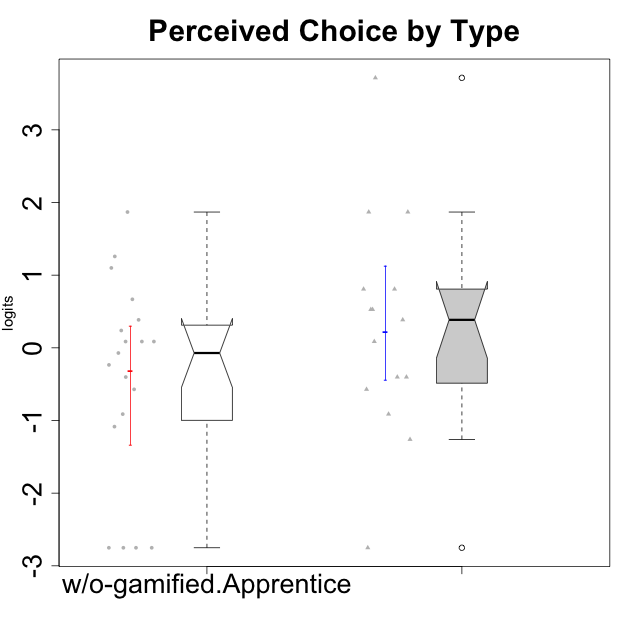 Perceived Choice by Type
3
2
1
0
-1
-2
-3
logits
w/o-gamified.Apprentice